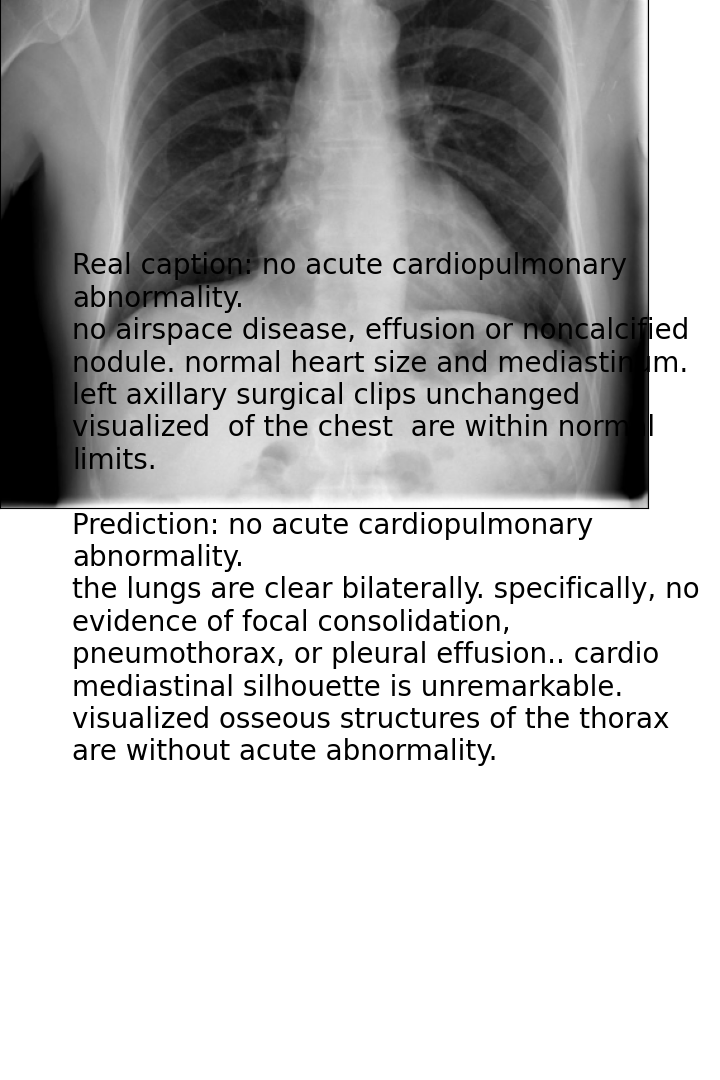 Real caption: no acute cardiopulmonary
abnormality.
no airspace disease, effusion or noncalcified
nodule. normal heart size and mediastinum.
left axillary surgical clips unchanged
visualized  of the chest  are within normal
limits.
Prediction: no acute cardiopulmonary
abnormality.
the lungs are clear bilaterally. specifically, no
evidence of focal consolidation,
pneumothorax, or pleural effusion.. cardio
mediastinal silhouette is unremarkable.
visualized osseous structures of the thorax
are without acute abnormality.